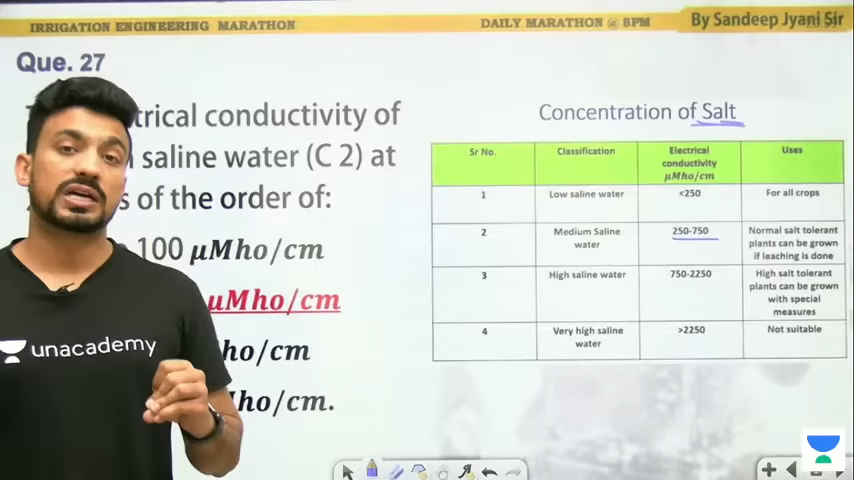 IRRIGATION ENGINEERING MARATHON
DAILY MARATHON @ 8PM
By Sandeep Jyani Sir
Que. 27
conductivity of
saline water (C 2) at
of the order of:
100 μMho/cm
μMho/cm
ho/cm
ho/cm.
unacademy
Concentration of Salt
Sr No. Classification Electrical conductivity μMho/cm Uses
1 Low saline water <250 For all crops
2 Medium Saline water 250-750 Normal salt tolerant plants can be grown if leaching is done
3 High saline water 750-2250 High salt tolerant plants can be grown with special measures
4 Very high saline water >2250 Not suitable